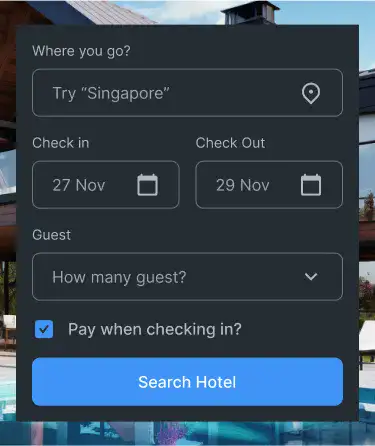 Where you go?
Try “Singapore”
Check in
Check Out
27 Nov
29 Nov
Guest
How many guest?
Pay when checking in?
Search Hotel